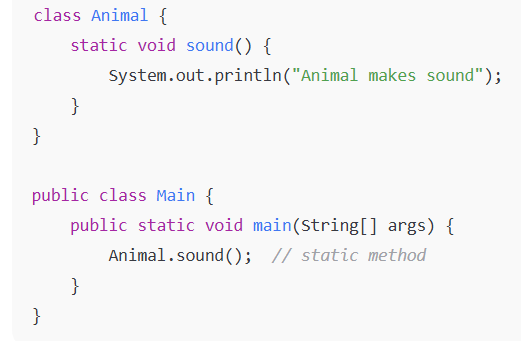 class Animal {
    static void sound() {
        System.out.println("Animal makes sound");
    }
}

public class Main {
    public static void main(String[] args) {
        Animal.sound();  // static method
    }
}